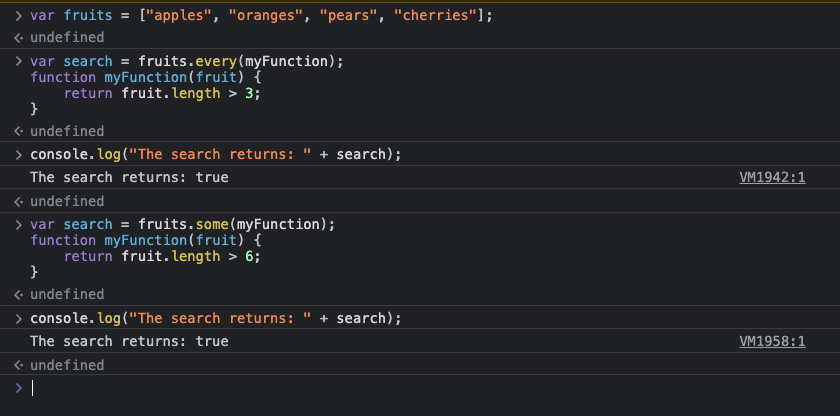 > var fruits = ["apples", "oranges", "pears", "cherries"];
<· undefined
> var search = fruits.every(myFunction);
function myFunction(fruit) {
    return fruit.length > 3;
}
<· undefined
> console.log("The search returns: " + search);
The search returns: true VM1942:1
<· undefined
> var search = fruits.some(myFunction);
function myFunction(fruit) {
    return fruit.length > 6;
}
<· undefined
> console.log("The search returns: " + search);
The search returns: true VM1958:1
<· undefined
>